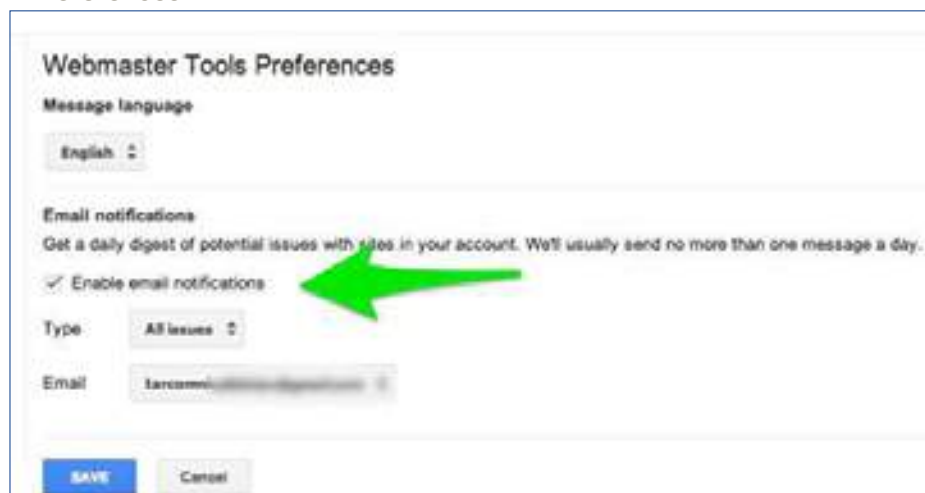 Webmaster Tools Preferences
Message language
English
Email notifications
Get a daily digest of potential issues with sites in your account. We'll usually send no more than one message a day.
Enable email notifications
Type All issues
Email
SAVE Cancel